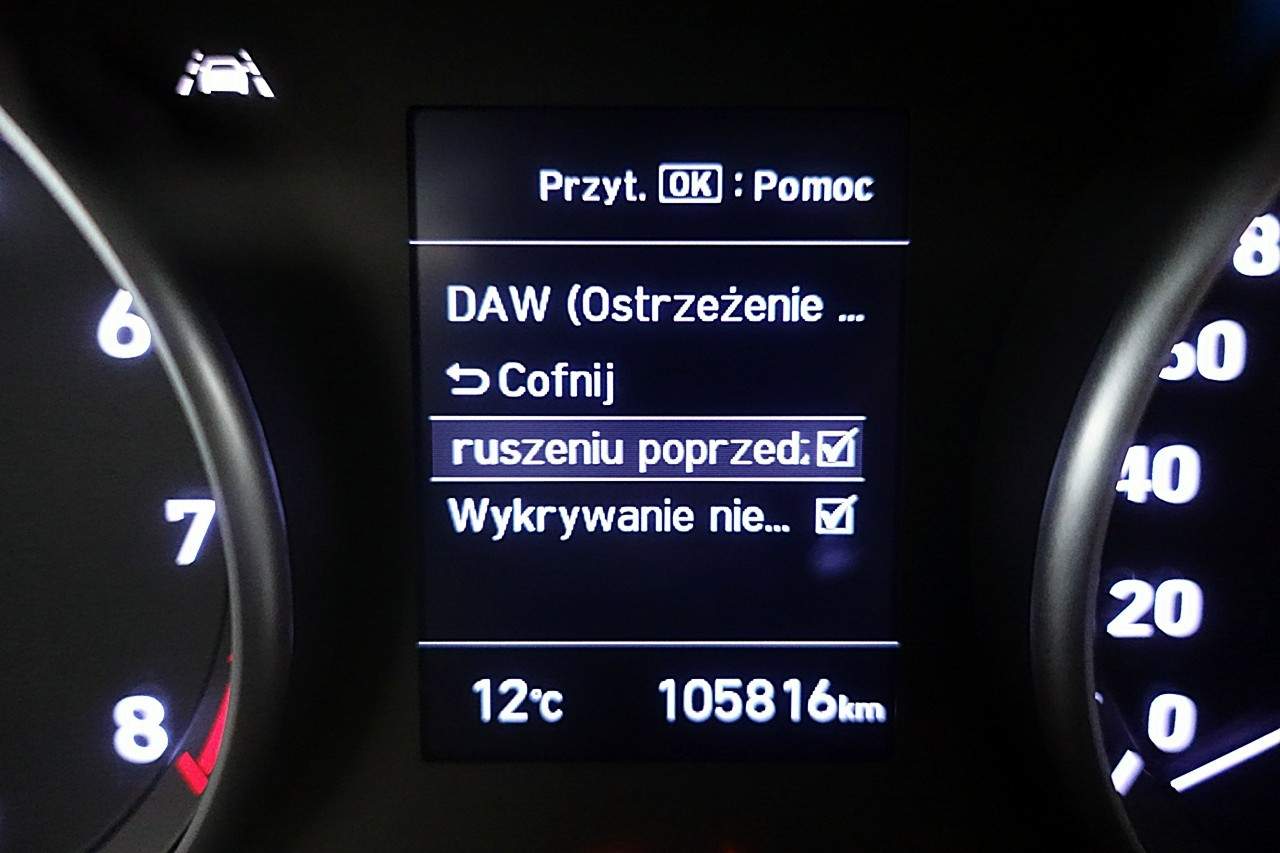 Przyt. OK : Pomoc
DAW (Ostrzeżenie ...
Cofnij
ruszeniu poprzed
Wykrywanie nie...
12°C 105816km
6
7
8
8
60
40
20
0